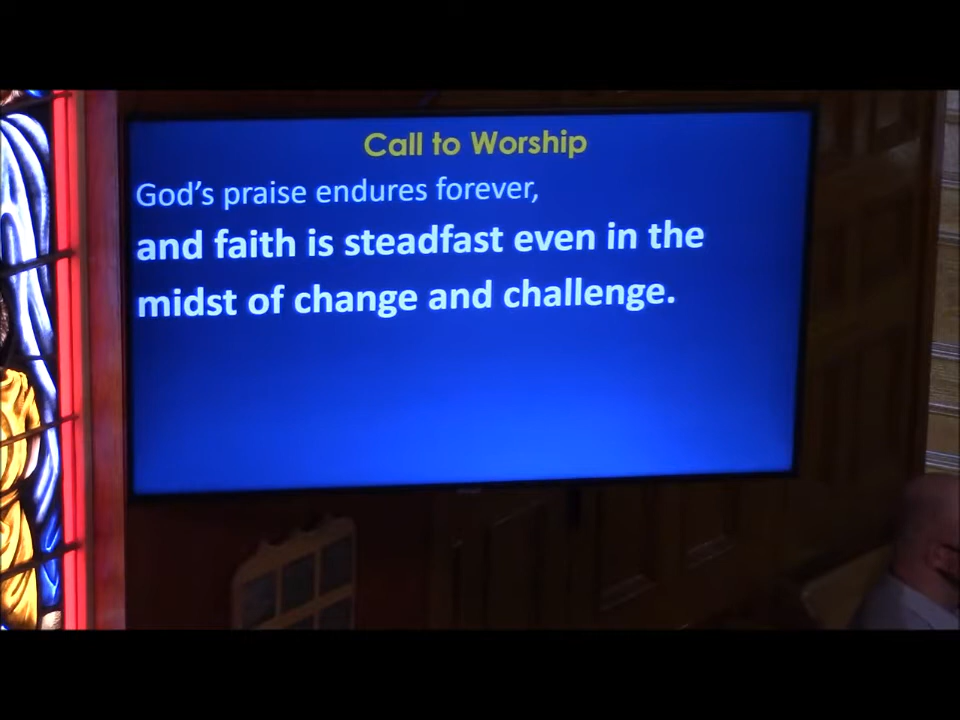 Call to Worship
God's praise endures forever,
and faith is steadfast even in the
midst of change and challenge.